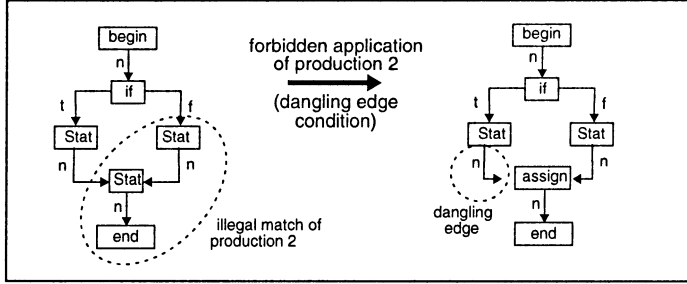 begin
n
if
t
f
Stat
Stat
n
n
Stat
n
end
illegal match of
production 2
forbidden application
of production 2
(dangling edge
condition)
begin
n
if
t
f
Stat
Stat
n
n
assign
dangling
edge
n
end